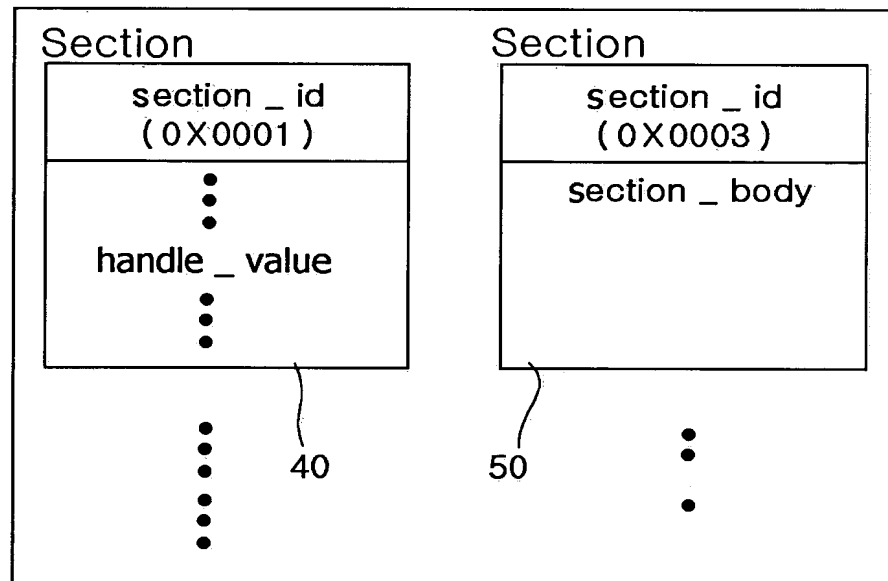 Section
section _ id
( 0X0001 )
handle _ value
40
Section
section _ id
( 0X0003 )
section _ body
50